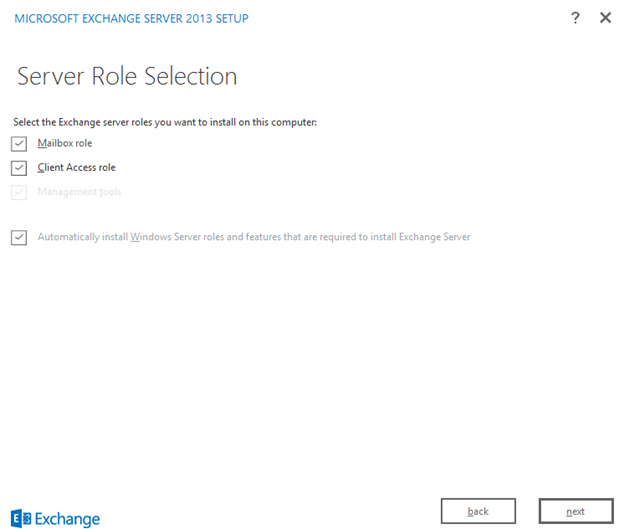 MICROSOFT EXCHANGE SERVER 2013 SETUP
?
Server Role Selection
Select the Exchange server roles you want to install on this computer:
Mailbox role
Client Access role
Management tools
Automatically install Windows Server roles and features that are required to install Exchange Server
Exchange
back
next